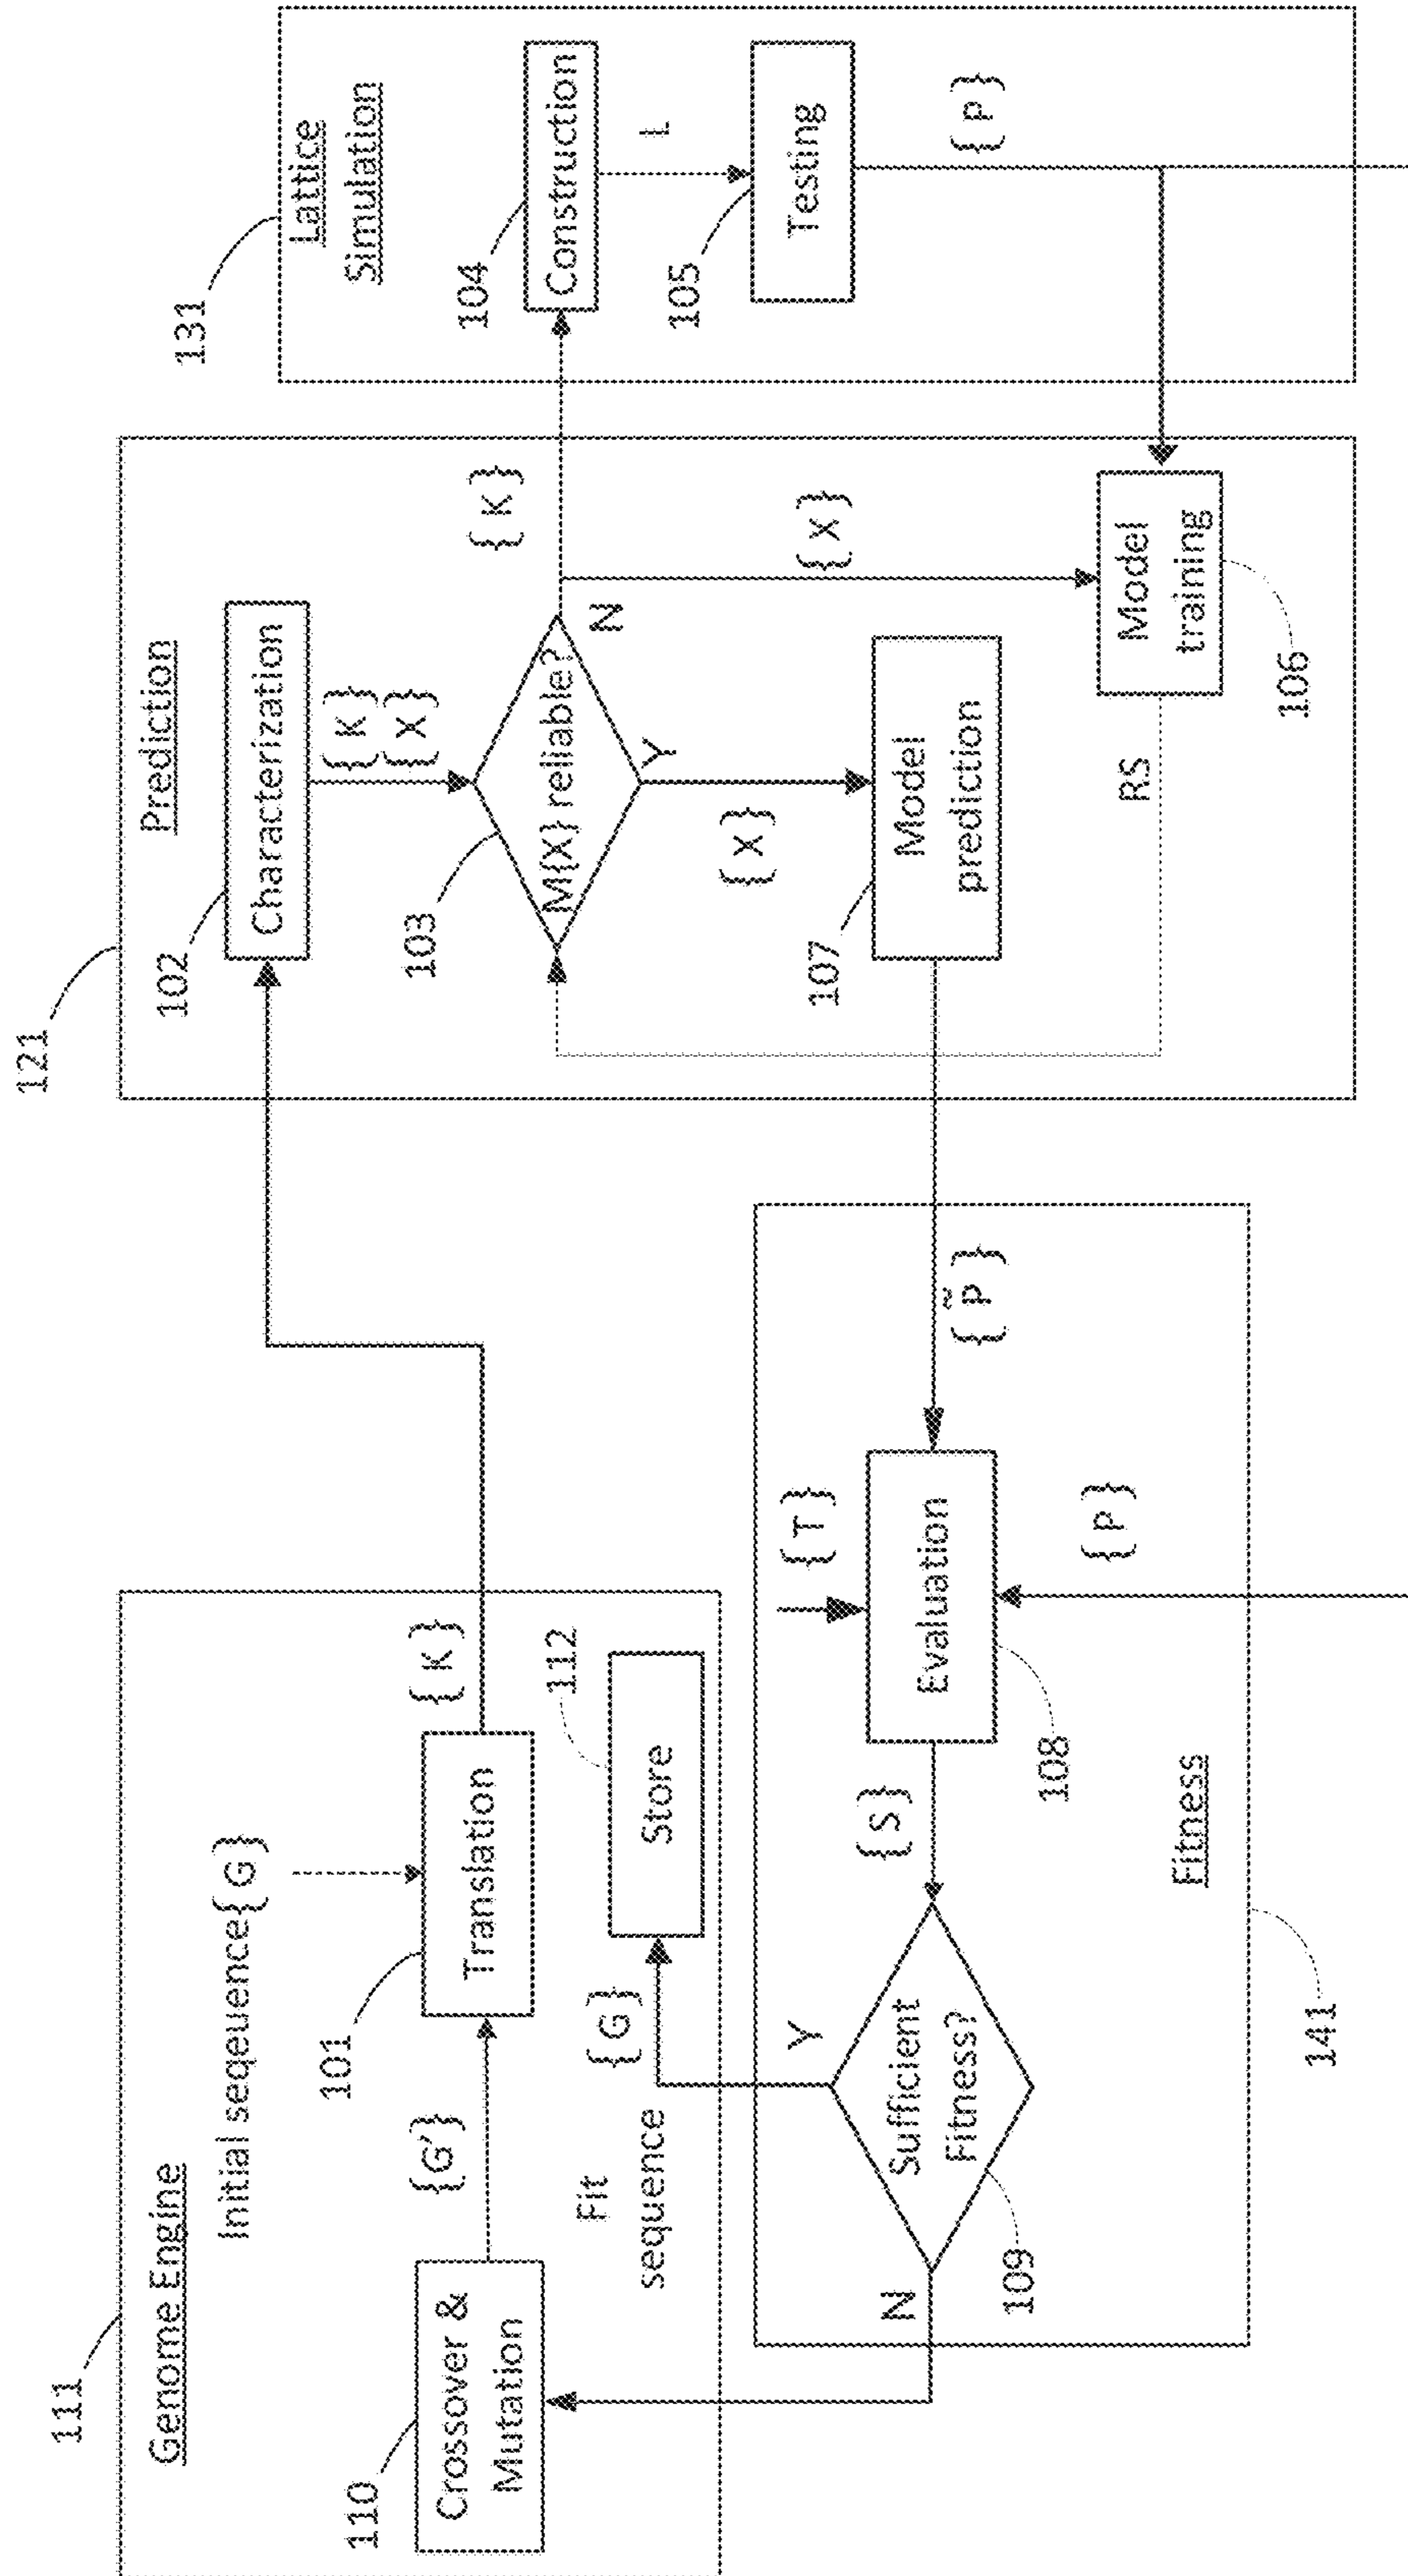 111
Genome Engine
Initial seqeuence{ G }
110
Crossover &
Mutation
{G'}
101
Translation
{ K }
Fit
sequence
{ G }
112
Store
121
Prediction
102
Characterization
{ K }
{ X }
103
M{X} reliable?
N
{ K }
Y
{ X }
{ X }
107
Model
prediction
RS
Model
training
106
131
Lattice
Simulation
104
Construction
L
105
Testing
{ P }
{ P̃ }
{ T }
Evaluation
108
{ P }
{ S }
Sufficient
Fitness?
109
Y
N
Fitness
141